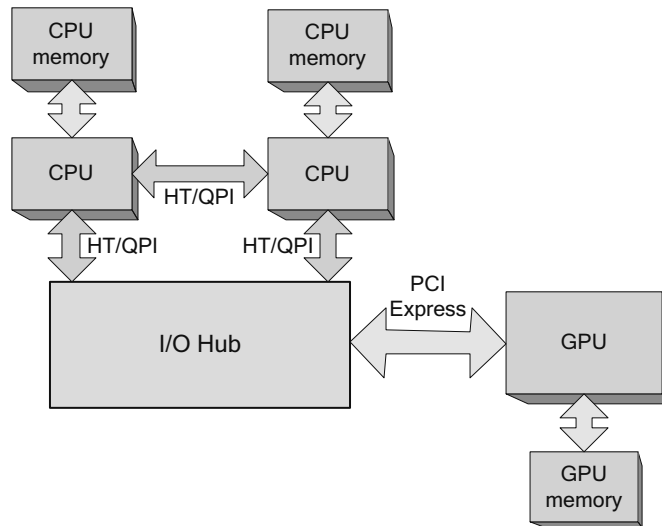 CPU
memory
CPU
memory
CPU
HT/QPI
CPU
HT/QPI
HT/QPI
I/O Hub
PCI
Express
GPU
GPU
memory